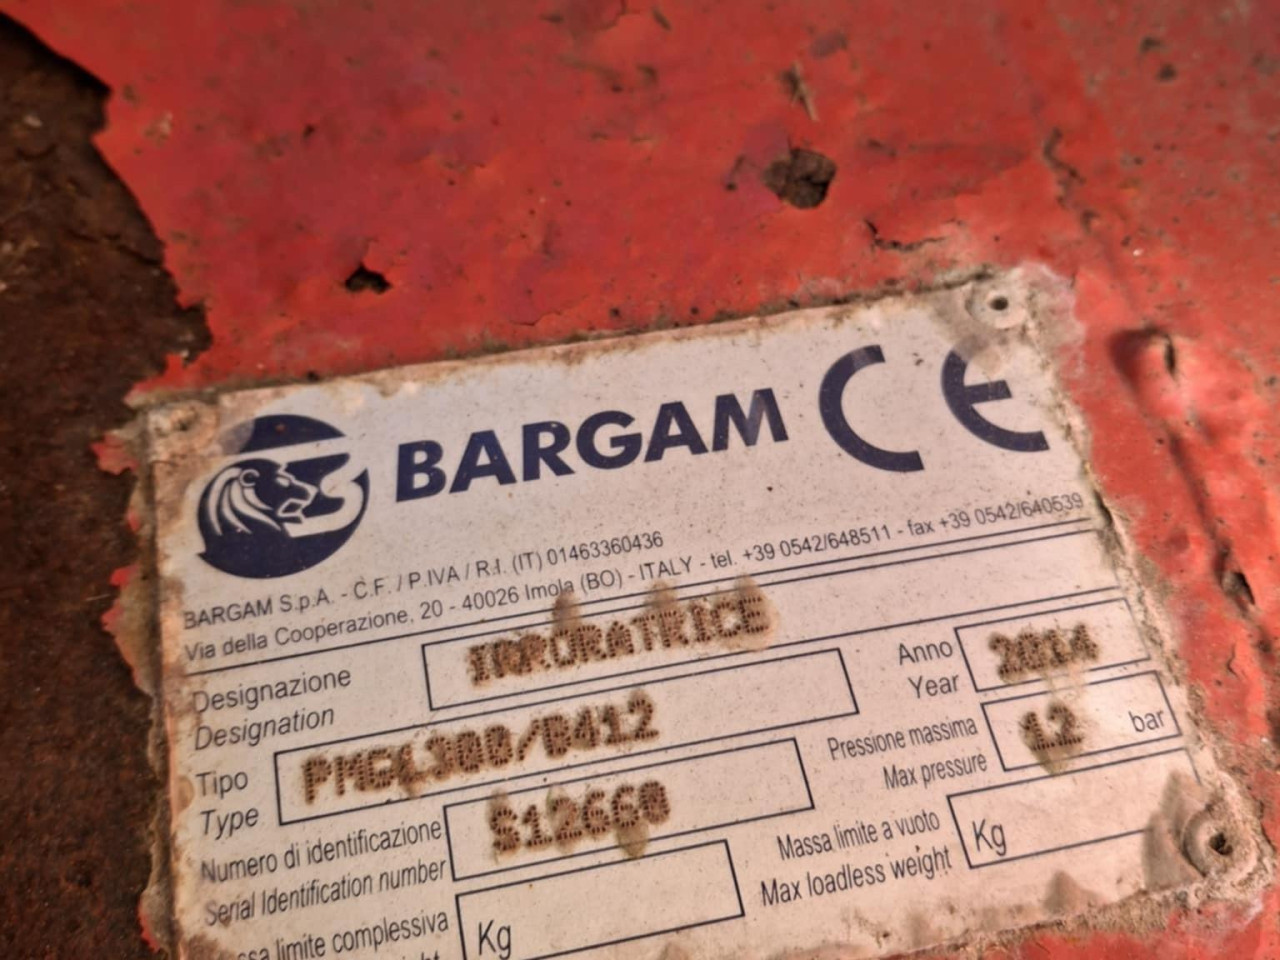 BARGAM CE
BARGAM S.p.A. - C.F. / P.IVA / R.I. (IT) 01463360436
Via della Cooperazione, 20 - 40026 Imola (BO) - ITALY - tel. +39 0542/648511 - fax +39 0542/640539
Designazione
Designation
IRRORATRICE
Anno
Year
2014
Tipo
Type
Pressione massima
Max pressure
12 bar
Numero di identificazione
Serial Identification number
S12660
Massa limite a vuoto
Max loadless weight
Kg
limite complessiva
Kg